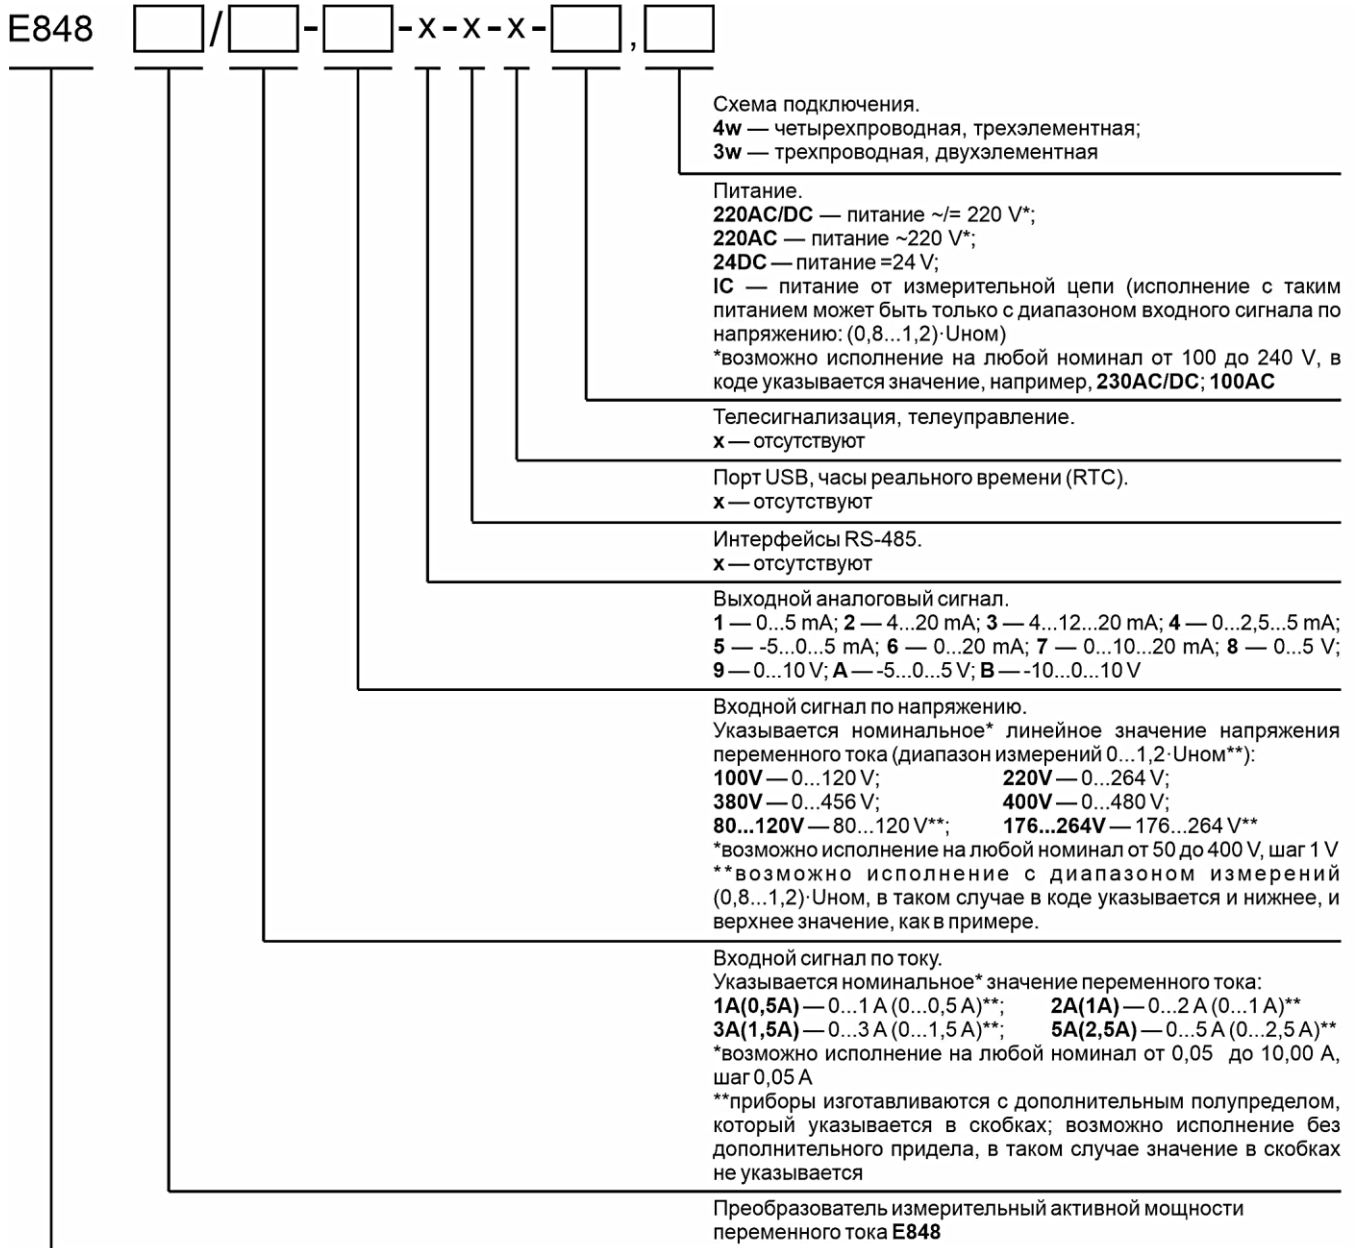 E848 / - -x-x-x- ,
Схема подключения.
4w — четырехпроводная, трехэлементная;
3w — трехпроводная, двухэлементная
Питание.
220AC/DC — питание ~/= 220 V*;
220AC — питание ~220 V*;
24DC — питание =24 V;
IC — питание от измерительной цепи (исполнение с таким
питанием может быть только с диапазоном входного сигнала по
напряжению: (0,8...1,2)·Uном)
*возможно исполнение на любой номинал от 100 до 240 V, в
коде указывается значение, например, 230AC/DC; 100AC
Телесигнализация, телеуправление.
x — отсутствуют
Порт USB, часы реального времени (RTC).
x — отсутствуют
Интерфейсы RS-485.
x — отсутствуют
Выходной аналоговый сигнал.
1 — 0...5 mA; 2 — 4...20 mA; 3 — 4...12...20 mA; 4 — 0...2,5...5 mA;
5 — -5...0...5 mA; 6 — 0...20 mA; 7 — 0...10...20 mA; 8 — 0...5 V;
9 — 0...10 V; A — -5...0...5 V; B — -10...0...10 V
Входной сигнал по напряжению.
Указывается номинальное* линейное значение напряжения
переменного тока (диапазон измерений 0...1,2·Uном**):
100V — 0...120 V; 220V — 0...264 V;
380V — 0...456 V; 400V — 0...480 V;
80...120V — 80...120 V**; 176...264V — 176...264 V**
*возможно исполнение на любой номинал от 50 до 400 V, шаг 1 V
**возможно исполнение с диапазоном измерений
(0,8...1,2)·Uном, в таком случае в коде указывается и нижнее, и
верхнее значение, как в примере.
Входной сигнал по току.
Указывается номинальное* значение переменного тока:
1A(0,5A) — 0...1 A (0...0,5 A)**; 2A(1A) — 0...2 A (0...1 A)**
3A(1,5A) — 0...3 A (0...1,5 A)**; 5A(2,5A) — 0...5 A (0...2,5 A)**
*возможно исполнение на любой номинал от 0,05 до 10,00 A,
шаг 0,05 A
**приборы изготавливаются с дополнительным полупределом,
который указывается в скобках; возможно исполнение без
дополнительного придела, в таком случае значение в скобках
не указывается
Преобразователь измерительный активной мощности
переменного тока E848